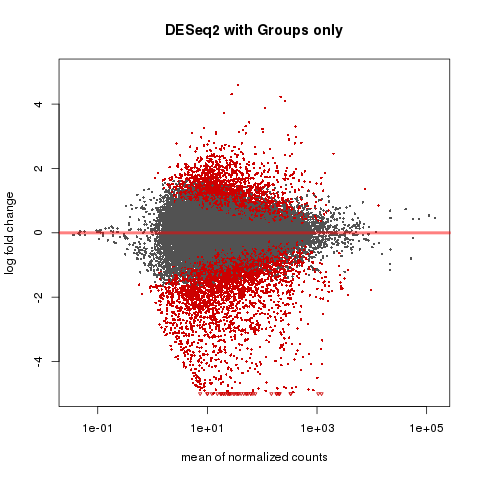 DESeq2 with Groups only
log fold change
4
2
0
-2
-4
1e-01
1e+01
1e+03
1e+05
mean of normalized counts